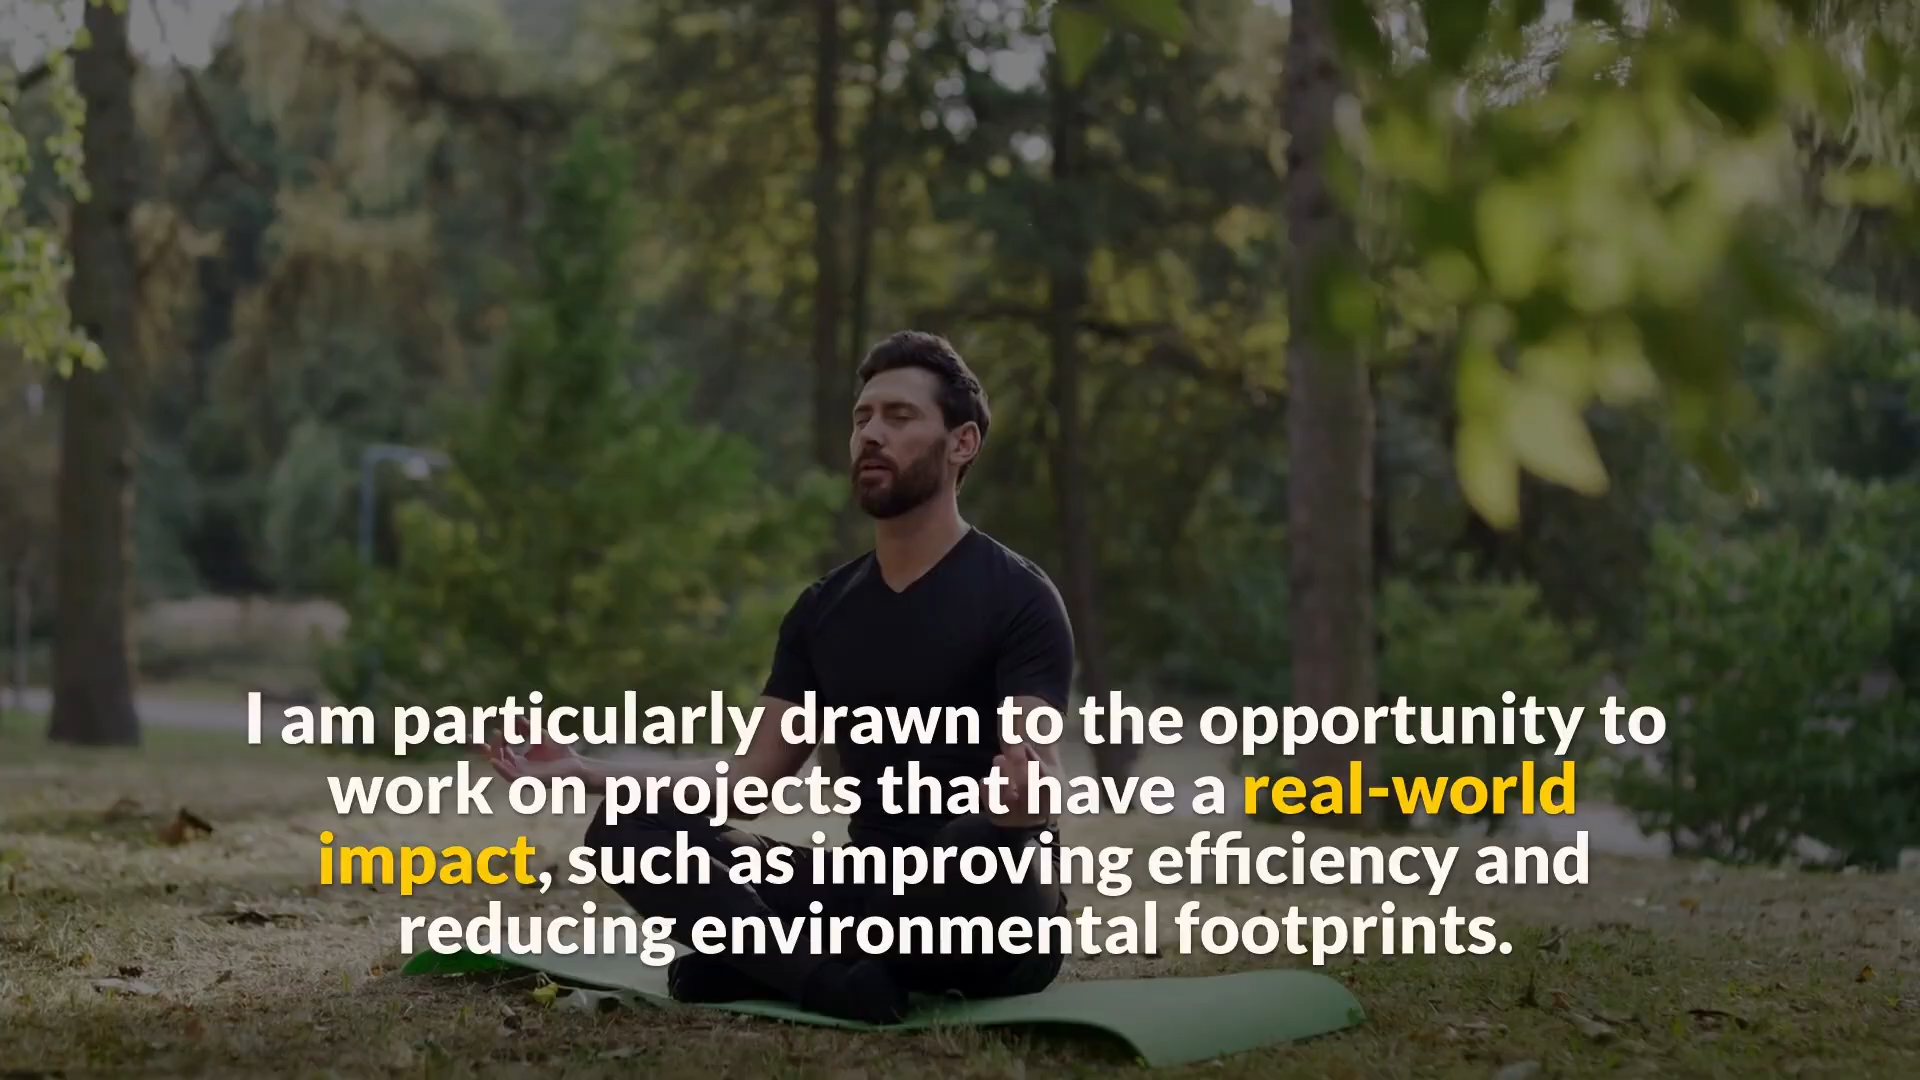 I am particularly drawn to the opportunity to
work on projects that have a real-world
impact, such as improving efficiency and
reducing environmental footprints.